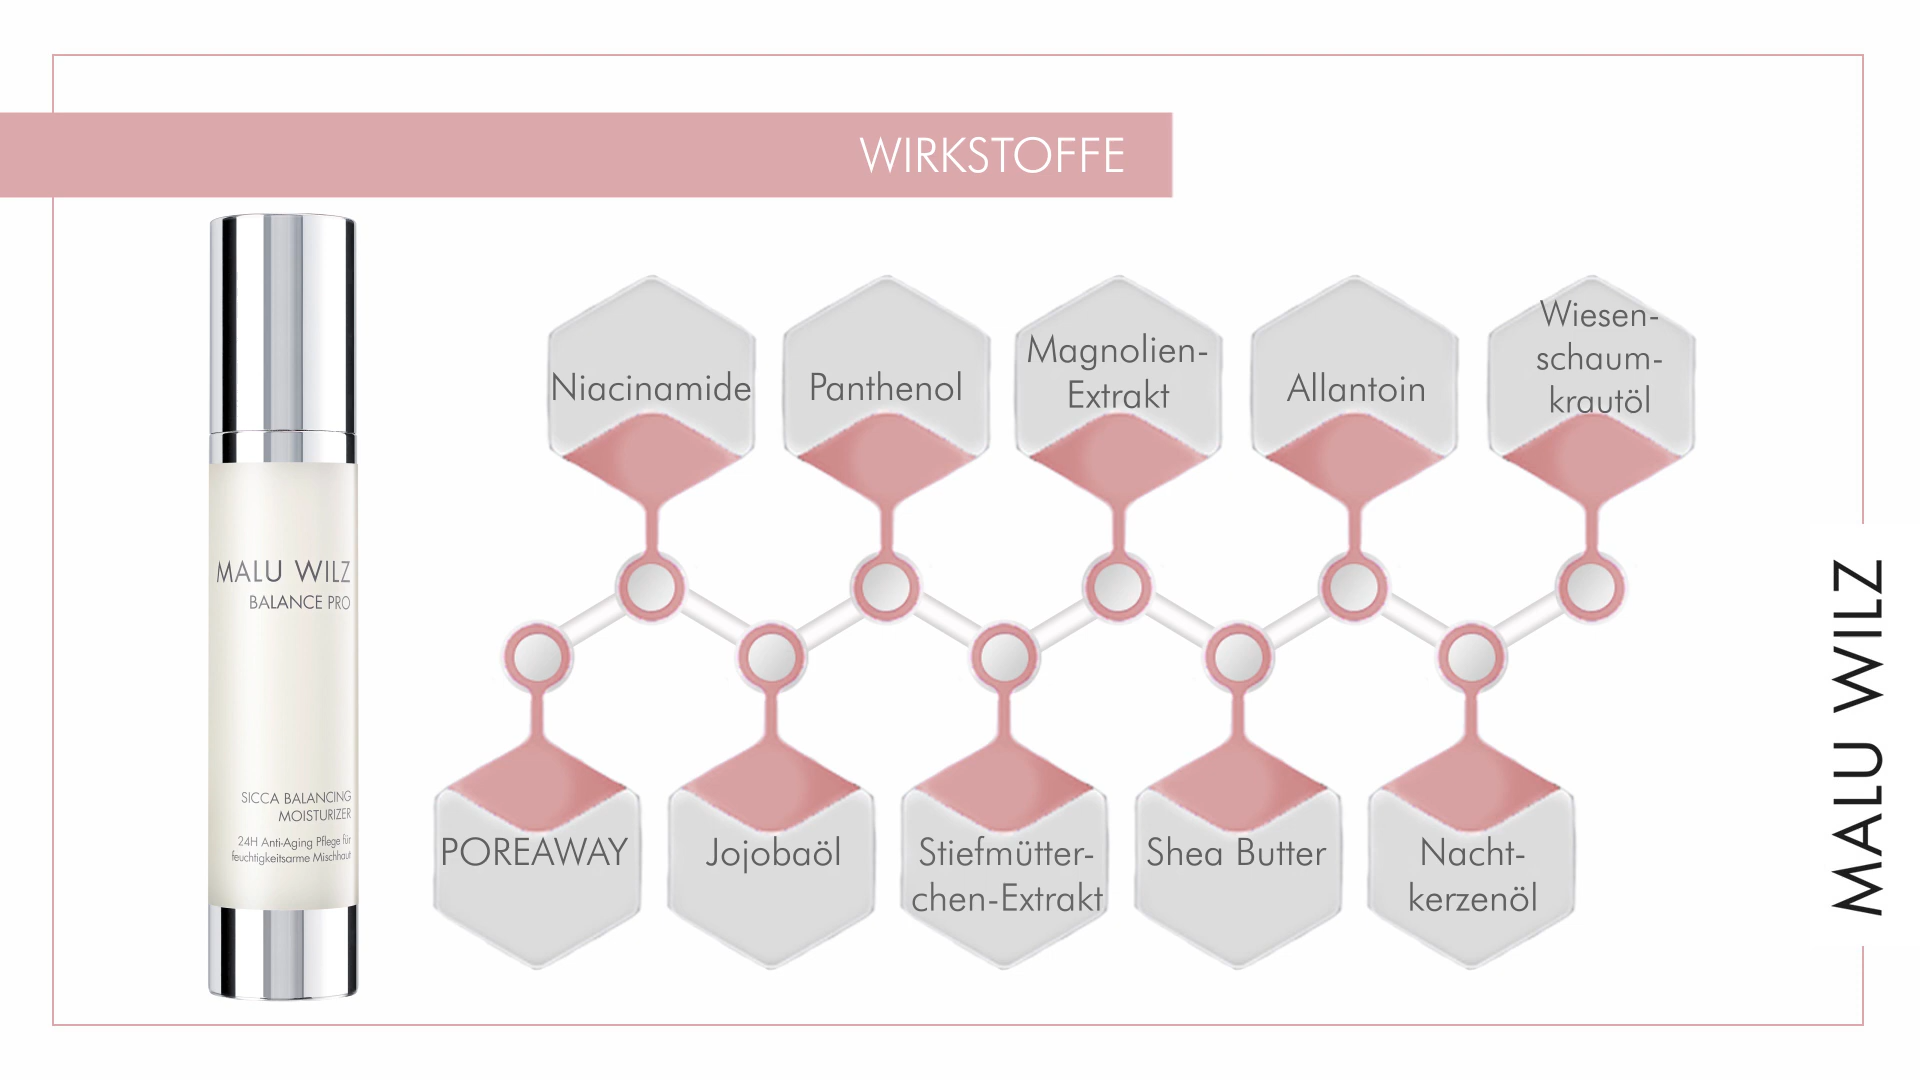 WIRKSTOFFE
MALU WILZ
BALANCE PRO
SICCA BALANCING
MOISTURIZER
24H Anti-Aging Pflege für
feuchtigkeitsarme Mischhaut
Niacinamide
Panthenol
Magnolien-
Extrakt
Allantoin
Wiesen-
schaum-
krautöl
POREAWAY
Jojobaöl
Stiefmütter-
chen-Extrakt
Shea Butter
Nacht-
kerzenöl
MALU WILZ